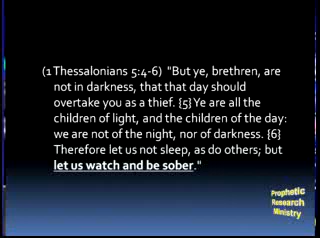 (1 Thessalonians 5:4-6) "But ye, brethren, are
not in darkness, that that day should
overtake you as a thief. {5} Ye are all the
children of light, and the children of the day:
we are not of the night, nor of darkness. {6}
Therefore let us not sleep, as do others; but
let us watch and be sober."
Prophetic
Research
Ministry